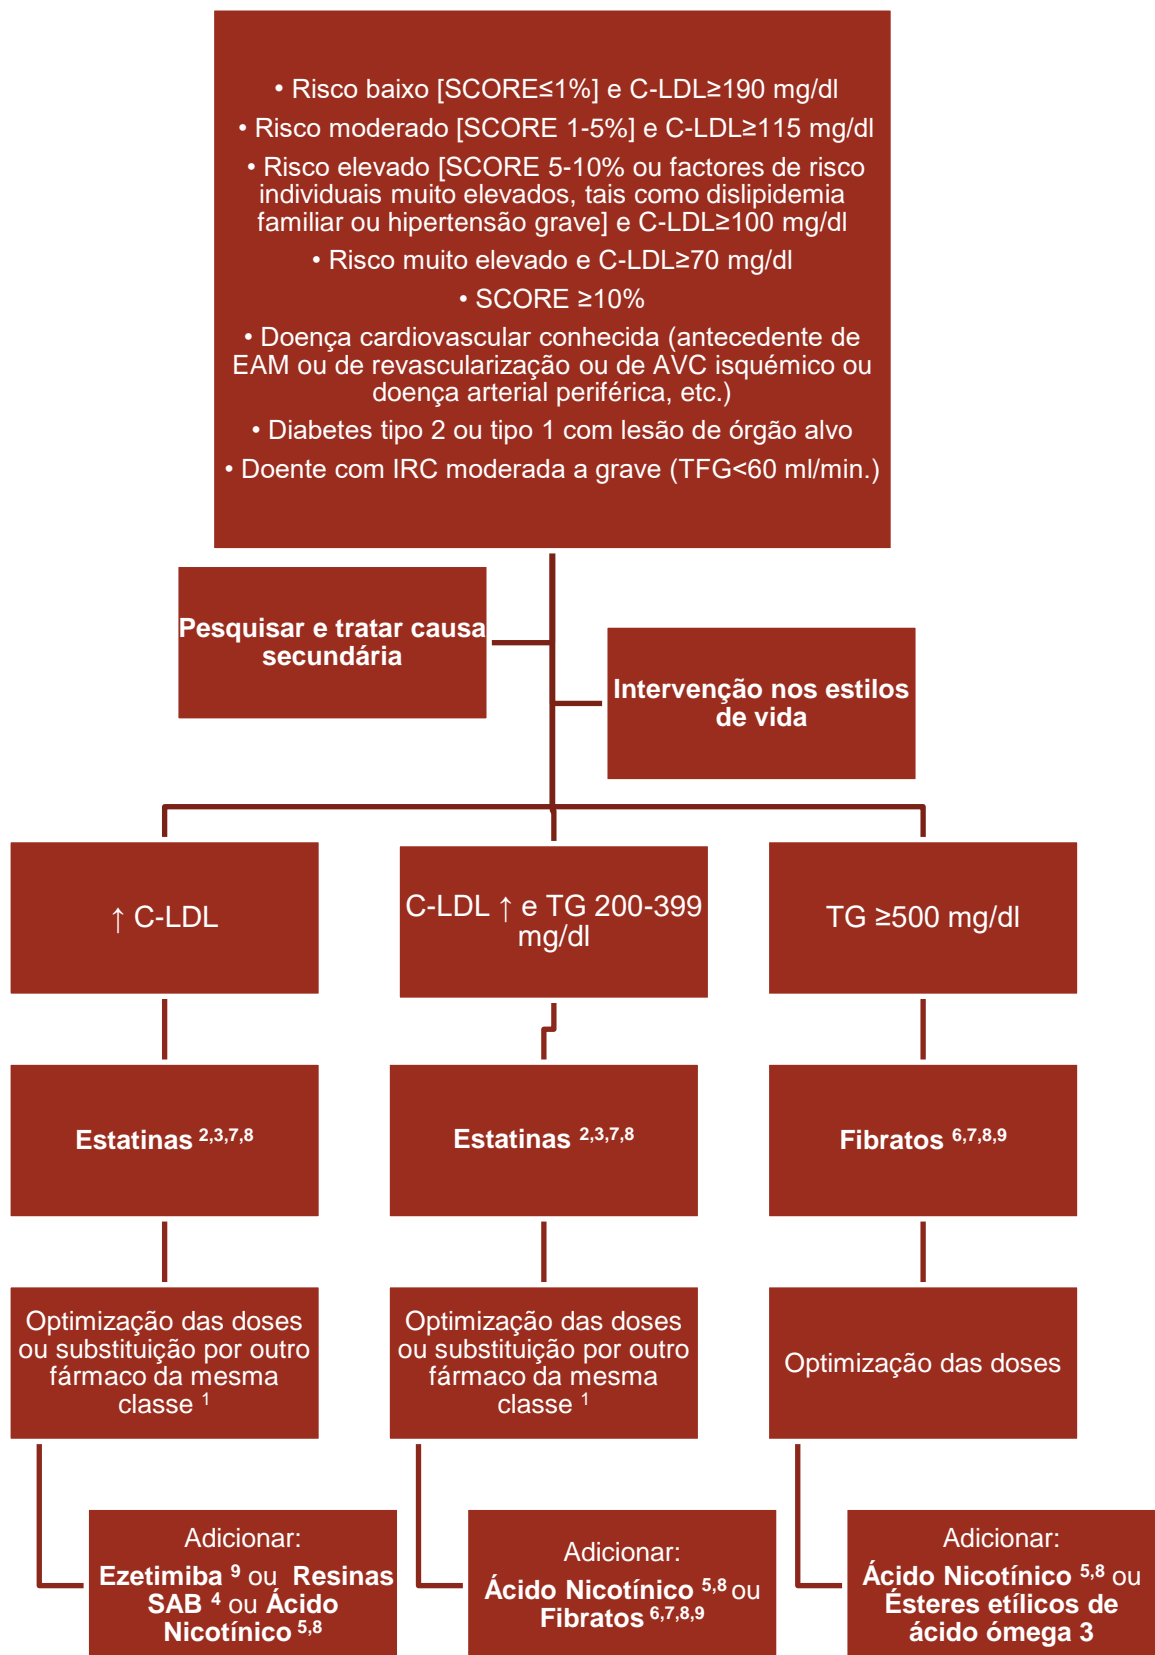 • Risco baixo [SCORE≤1%] e C-LDL≥190 mg/dl
• Risco moderado [SCORE 1-5%] e C-LDL≥115 mg/dl
• Risco elevado [SCORE 5-10% ou factores de risco
individuais muito elevados, tais como dislipidemia
familiar ou hipertensão grave] e C-LDL≥100 mg/dl
• Risco muito elevado e C-LDL≥70 mg/dl
• SCORE ≥10%
• Doença cardiovascular conhecida (antecedente de
EAM ou de revascularização ou de AVC isquémico ou
doença arterial periférica, etc.)
• Diabetes tipo 2 ou tipo 1 com lesão de órgão alvo
• Doente com IRC moderada a grave (TFG<60 ml/min.)
Pesquisar e tratar causa
secundária
Intervenção nos estilos
de vida
↑ C-LDL
C-LDL ↑ e TG 200-399
mg/dl
TG ≥500 mg/dl
Estatinas 2,3,7,8
Estatinas 2,3,7,8
Fibratos 6,7,8,9
Optimização das doses
ou substituição por outro
fármaco da mesma
classe 1
Optimização das doses
ou substituição por outro
fármaco da mesma
classe 1
Optimização das doses
Adicionar:
Ezetimiba 9 ou Resinas
SAB 4 ou Ácido
Nicotínico 5,8
Adicionar:
Ácido Nicotínico 5,8 ou
Fibratos 6,7,8,9
Adicionar:
Ácido Nicotínico 5,8 ou
Ésteres etílicos de
ácido ómega 3